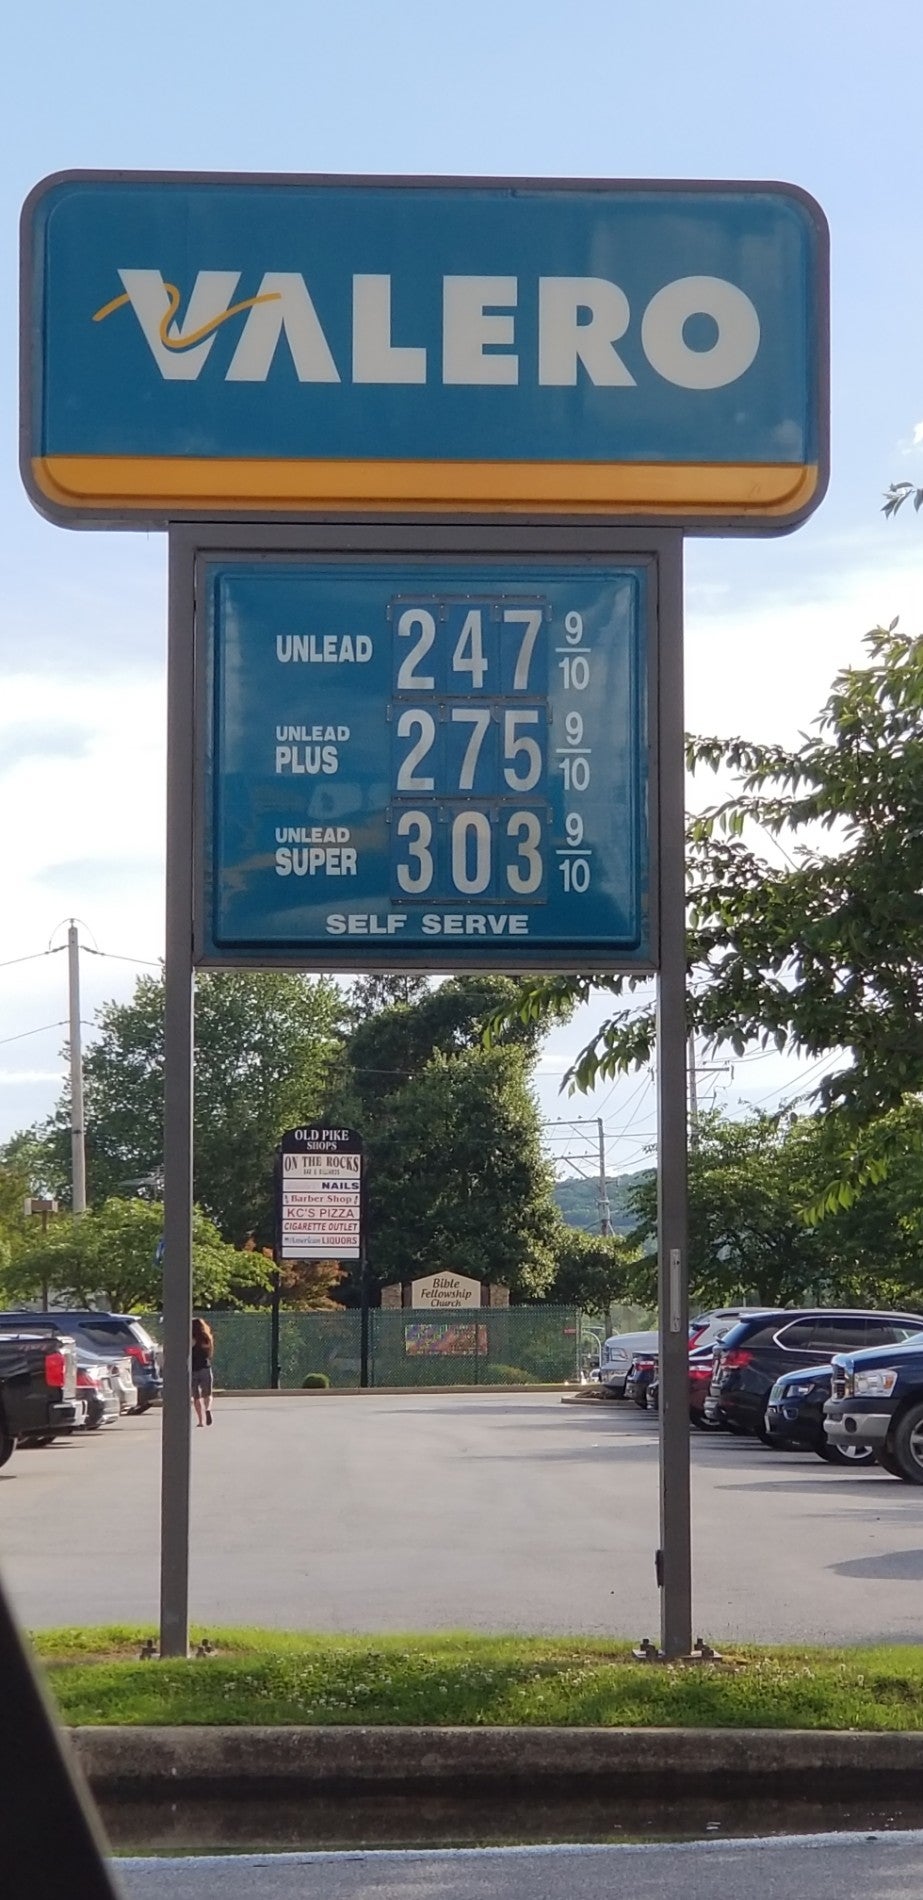 VALERO
UNLEAD 247 9/10
UNLEAD
PLUS 275 9/10
UNLEAD
SUPER 303 9/10
SELF SERVE
OLD PIKE
SHOPS
ON THE ROCKS
NAILS
Barber Shop
KC'S PIZZA
CIGARETTE OUTLET
American LIQUORS
Bible
Fellowship
Church